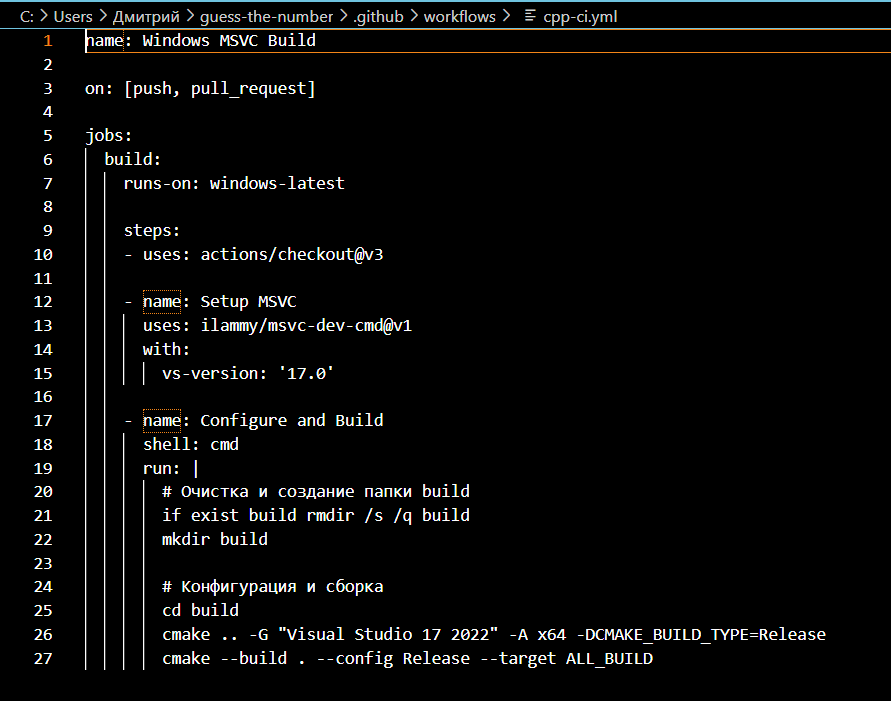 C: > Users > Дмитрий > guess-the-number > .github > workflows > cpp-ci.yml
1 name: Windows MSVC Build
2
3 on: [push, pull_request]
4
5 jobs:
6   build:
7     runs-on: windows-latest
8
9     steps:
10     - uses: actions/checkout@v3
11
12     - name: Setup MSVC
13       uses: ilammy/msvc-dev-cmd@v1
14       with:
15         vs-version: '17.0'
16
17     - name: Configure and Build
18       shell: cmd
19       run: |
20         # Очистка и создание папки build
21         if exist build rmdir /s /q build
22         mkdir build
23
24         # Конфигурация и сборка
25         cd build
26         cmake .. -G "Visual Studio 17 2022" -A x64 -DCMAKE_BUILD_TYPE=Release
27         cmake --build . --config Release --target ALL_BUILD